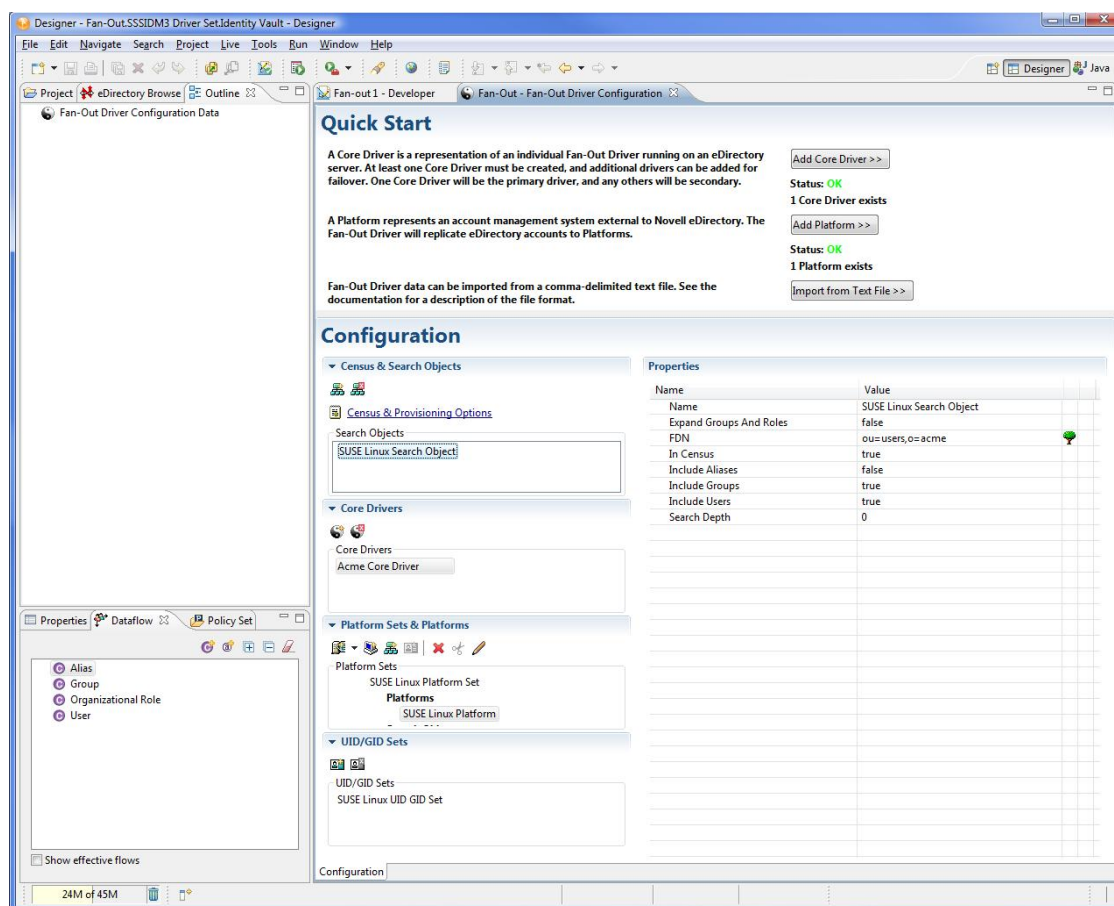 Designer - Fan-Out.SSSIDM3 Driver Set.Identity Vault - Designer
File Edit Navigate Search Project Live Tools Run Window Help
Designer Java
Project eDirectory Browse Outline
Fan-Out Driver Configuration Data
Fan-out 1 - Developer Fan-Out - Fan-Out Driver Configuration
Quick Start
A Core Driver is a representation of an individual Fan-Out Driver running on an eDirectory
server. At least one Core Driver must be created, and additional drivers can be added for
failover. One Core Driver will be the primary driver, and any others will be secondary.
Add Core Driver >>
Status: OK
1 Core Driver exists
A Platform represents an account management system external to Novell eDirectory. The
Fan-Out Driver will replicate eDirectory accounts to Platforms.
Add Platform >>
Status: OK
1 Platform exists
Fan-Out Driver data can be imported from a comma-delimited text file. See the
documentation for a description of the file format.
Import from Text File >>
Configuration
Census & Search Objects
Census & Provisioning Options
Search Objects
SUSE Linux Search Object
Core Drivers
Core Drivers
Acme Core Driver
Platform Sets & Platforms
Platform Sets
SUSE Linux Platform Set
Platforms
SUSE Linux Platform
UID/GID Sets
UID/GID Sets
SUSE Linux UID GID Set
Properties
Name Value
Name SUSE Linux Search Object
Expand Groups And Roles false
FDN ou=users,o=acme
In Census true
Include Aliases false
Include Groups true
Include Users true
Search Depth 0
Properties Dataflow Policy Set
Alias
Group
Organizational Role
User
Show effective flows
Configuration
24M of 45M